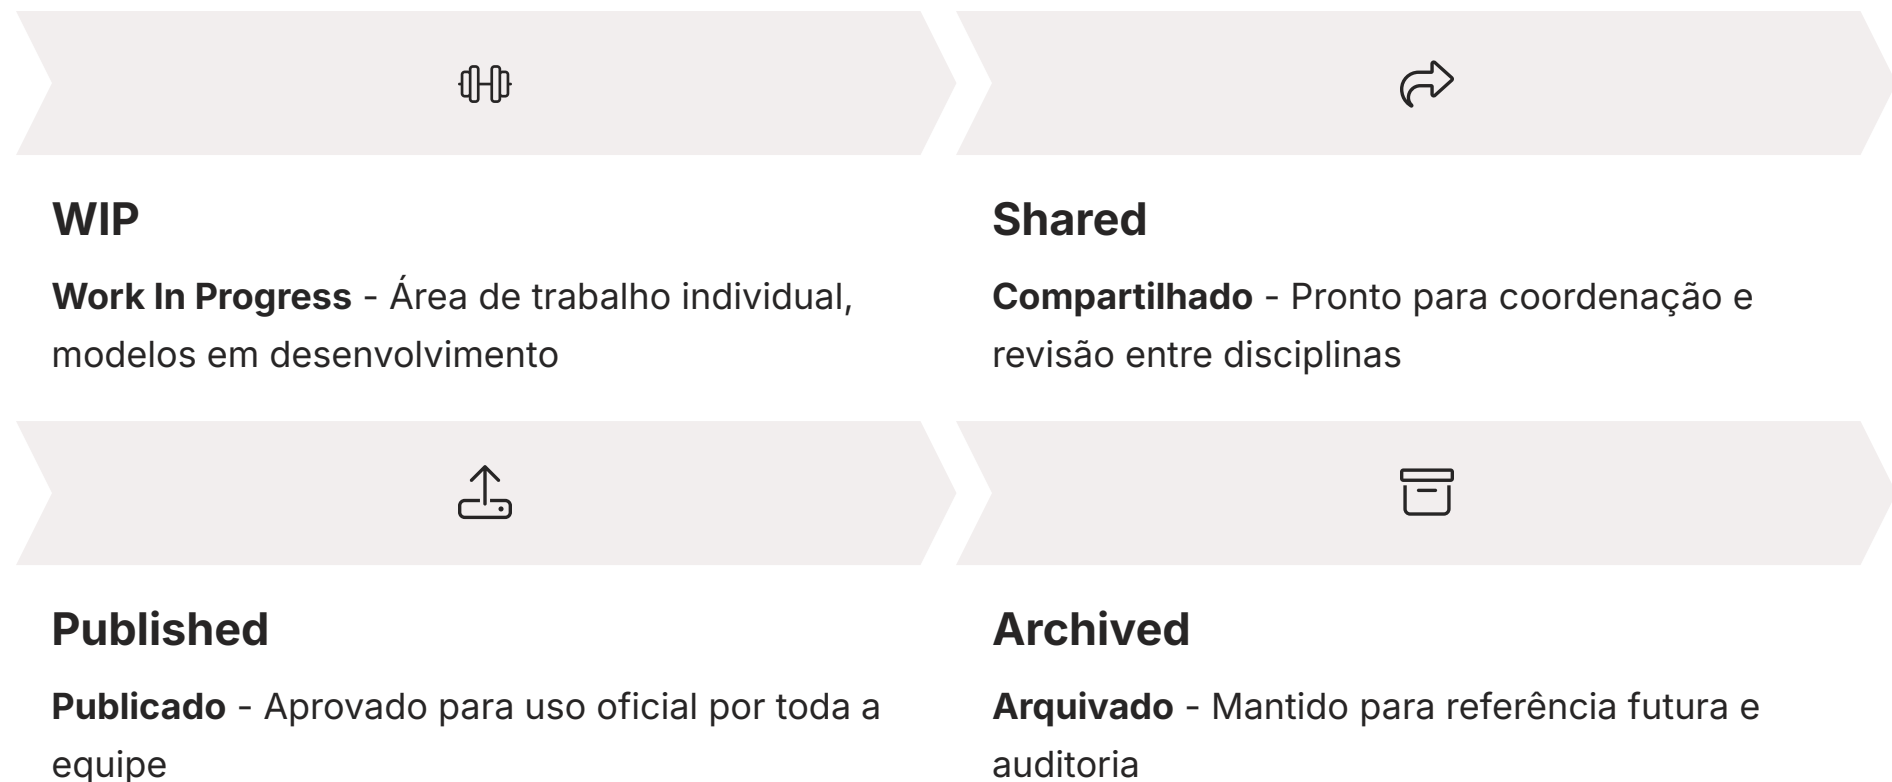 WIP
Work In Progress - Área de trabalho individual,
modelos em desenvolvimento
Shared
Compartilhado - Pronto para coordenação e
revisão entre disciplinas
Published
Publicado - Aprovado para uso oficial por toda a
equipe
Archived
Arquivado - Mantido para referência futura e
auditoria